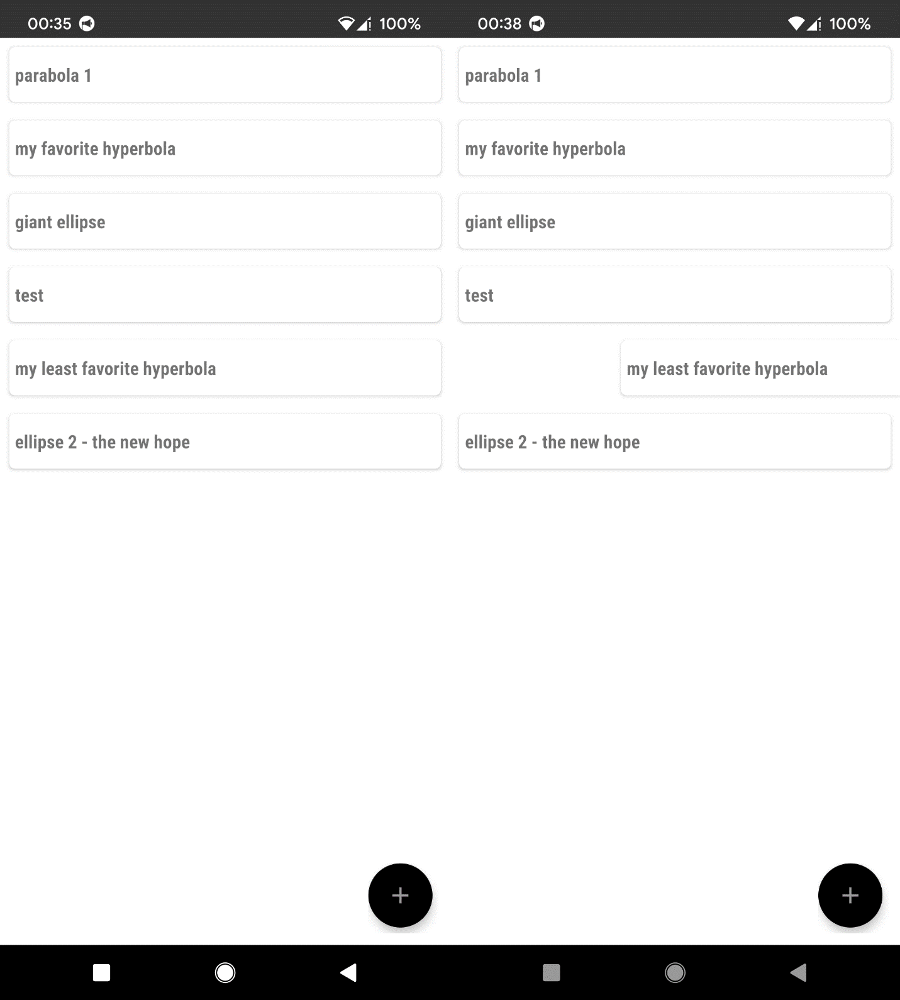 00:35 100%
parabola 1
my favorite hyperbola
giant ellipse
test
my least favorite hyperbola
ellipse 2 - the new hope
00:38 100%
parabola 1
my favorite hyperbola
giant ellipse
test
my least favorite hyperbola
ellipse 2 - the new hope